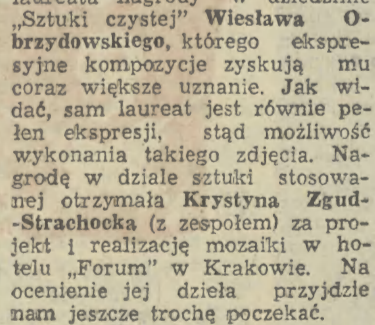 laureata nagrody w dziedzinie
„Sztuki czystej” Wiesława O-
brzydowskiego, którego ekspre-
syjne kompozycje zyskują mu
coraz większe uznanie. Jak wi-
dać, sam laureat jest równie pe-
łen ekspresji, stąd możliwość
wykonania takiego zdjęcia. Na-
grodę w dziale sztuki stosowa-
nej otrzymała Krystyna Zgud-
-Strachocka (z zespołem) za pro-
jekt i realizację mozaiki w ho-
telu „Forum” w Krakowie. Na
ocenienie jej dzieła przyjdzie
nam jeszcze trochę poczekać.